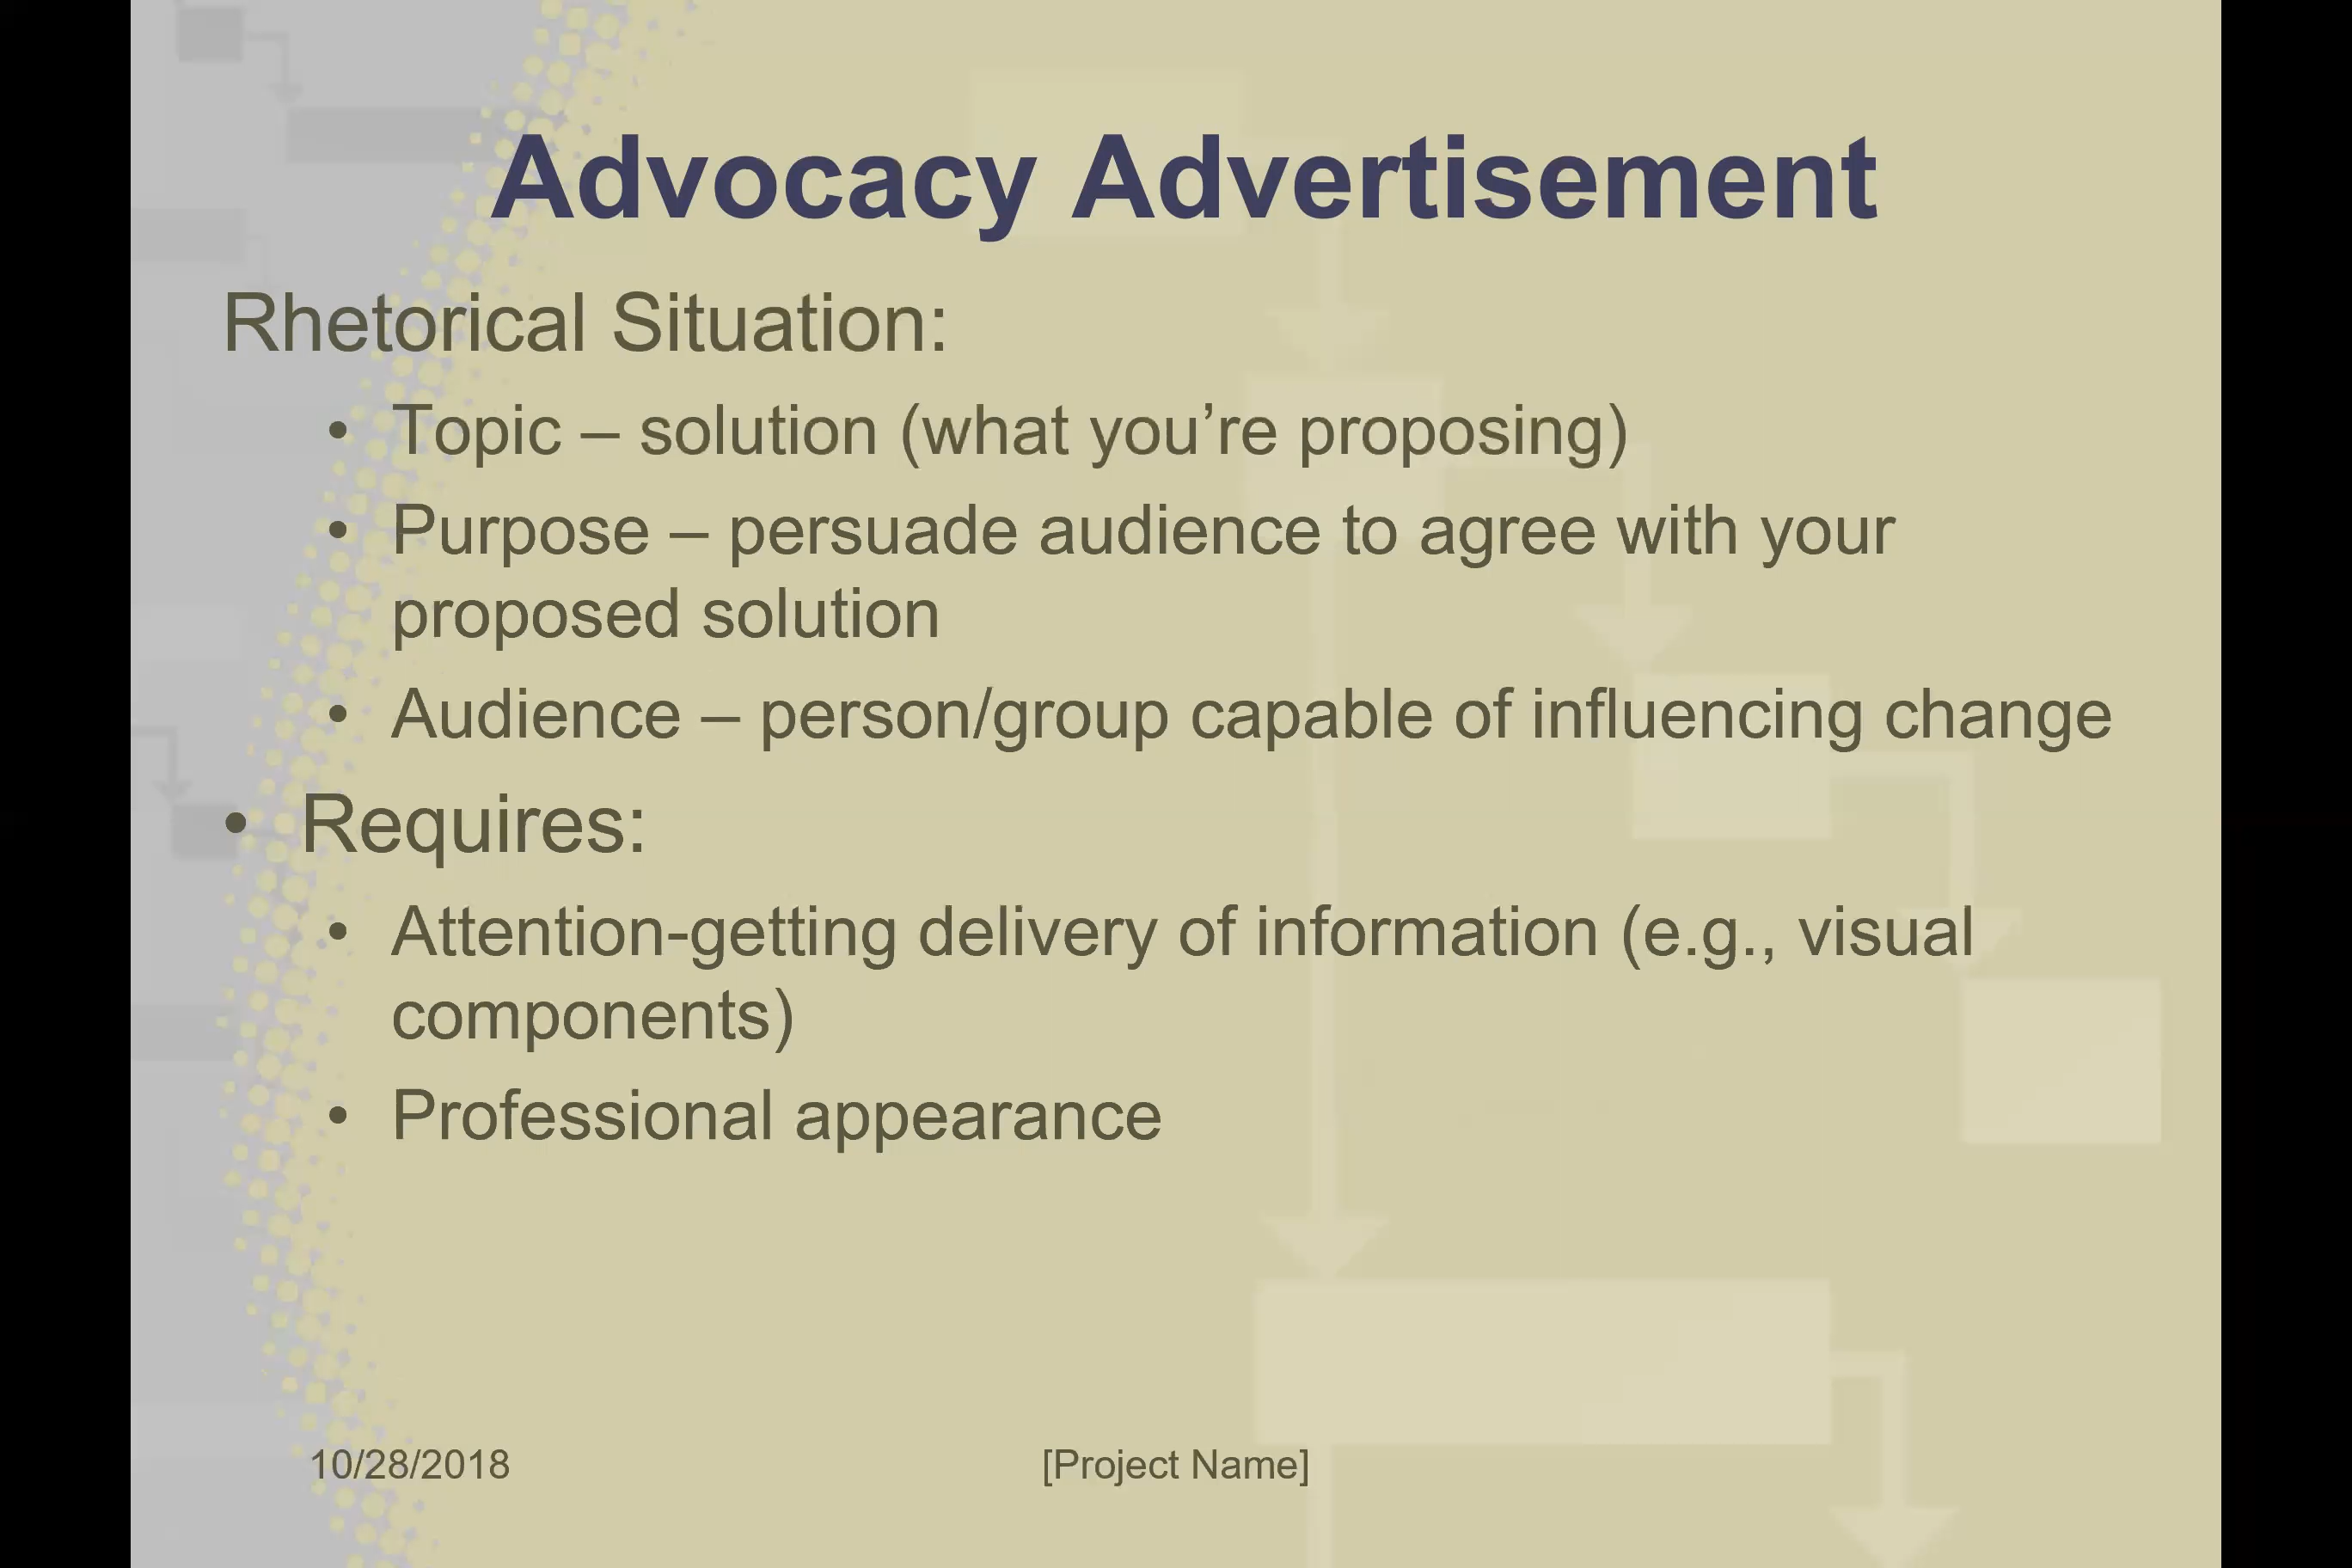 Advocacy Advertisement
Rhetorical Situation:
• Topic – solution (what you’re proposing)
• Purpose – persuade audience to agree with your
proposed solution
• Audience – person/group capable of influencing change
• Requires:
• Attention-getting delivery of information (e.g., visual
components)
• Professional appearance
10/28/2018
[Project Name]